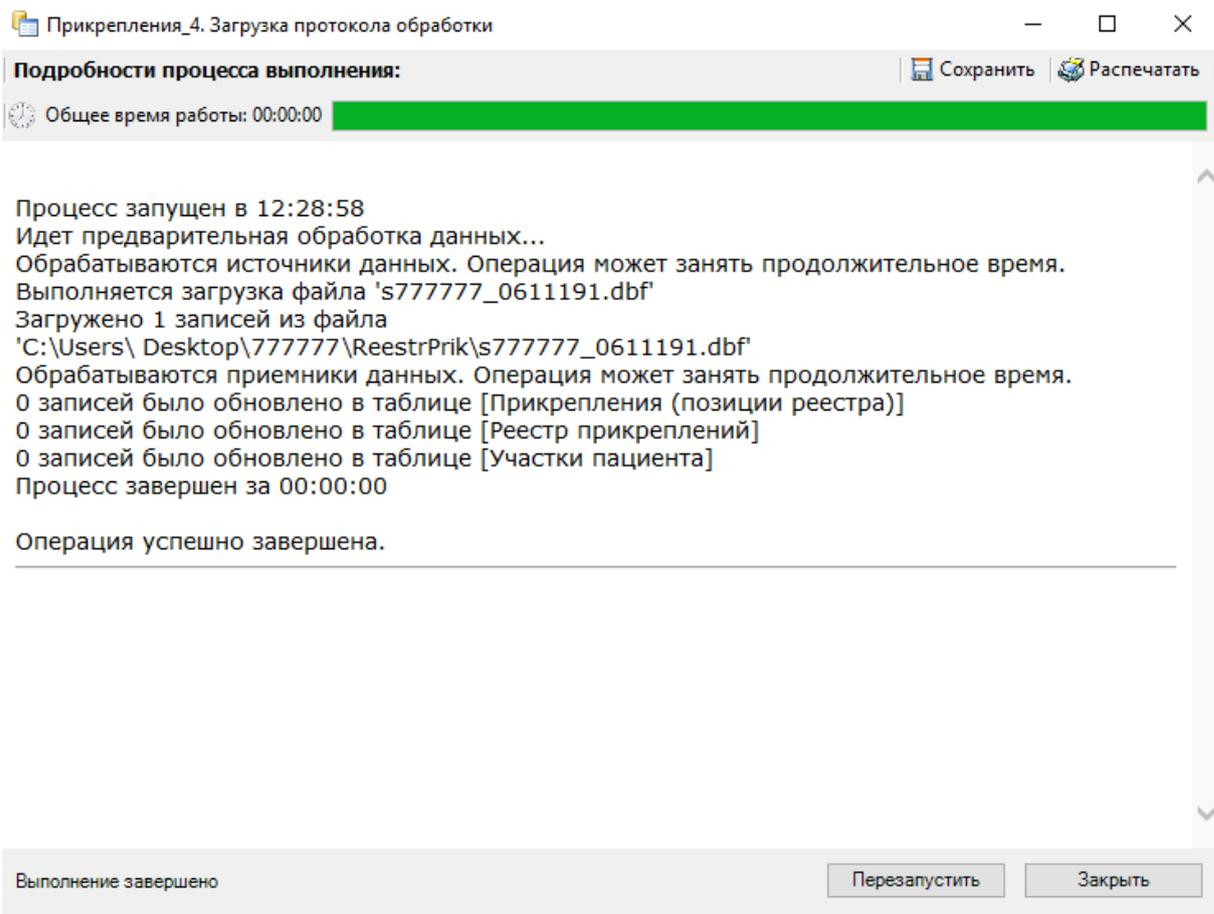 Прикрепления_4. Загрузка протокола обработки
Подробности процесса выполнения:
Сохранить
Распечатать
Общее время работы: 00:00:00
Процесс запущен в 12:28:58
Идет предварительная обработка данных...
Обрабатываются источники данных. Операция может занять продолжительное время.
Выполняется загрузка файла 's777777_0611191.dbf'
Загружено 1 записей из файла
'C:\Users\ Desktop\777777\ReestrPrik\s777777_0611191.dbf'
Обрабатываются приемники данных. Операция может занять продолжительное время.
0 записей было обновлено в таблице [Прикрепления (позиции реестра)]
0 записей было обновлено в таблице [Реестр прикреплений]
0 записей было обновлено в таблице [Участки пациента]
Процесс завершен за 00:00:00
Операция успешно завершена.
Выполнение завершено
Перезапустить
Закрыть